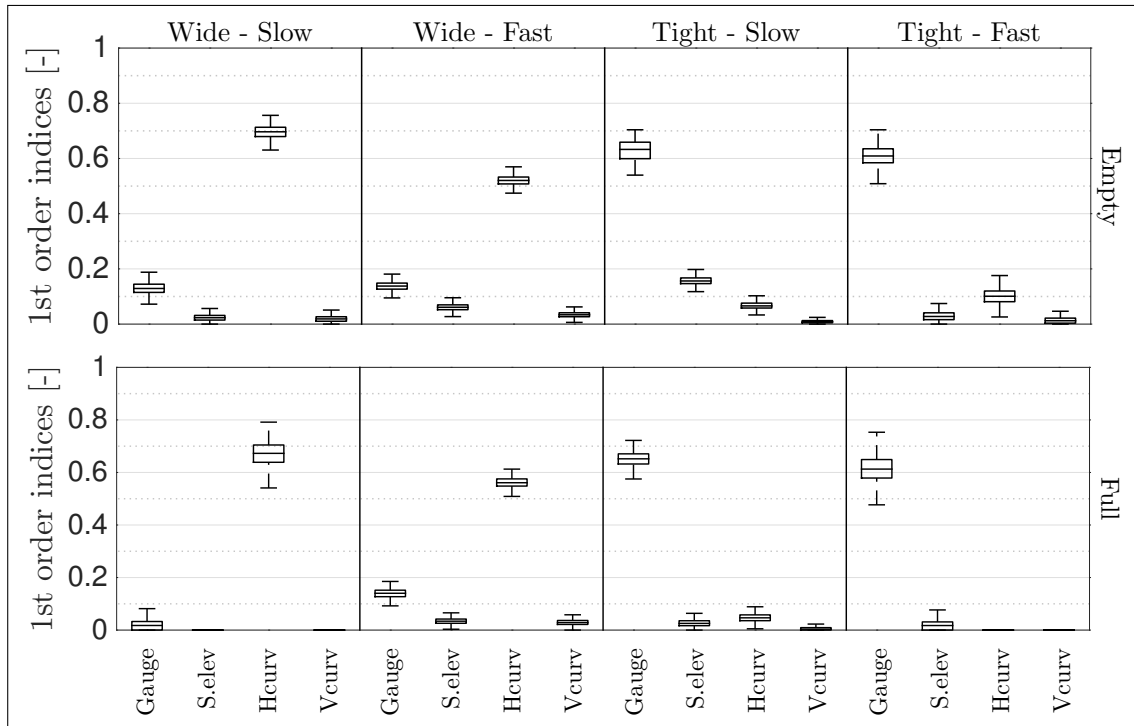 Wide - Slow Wide - Fast Tight - Slow Tight - Fast
1st order indices [-]
1
0.8
0.6
0.4
0.2
0
Empty
1st order indices [-]
1
0.8
0.6
0.4
0.2
0
Full
Gauge S.elev Hcurv Vcurv Gauge S.elev Hcurv Vcurv Gauge S.elev Hcurv Vcurv Gauge S.elev Hcurv Vcurv